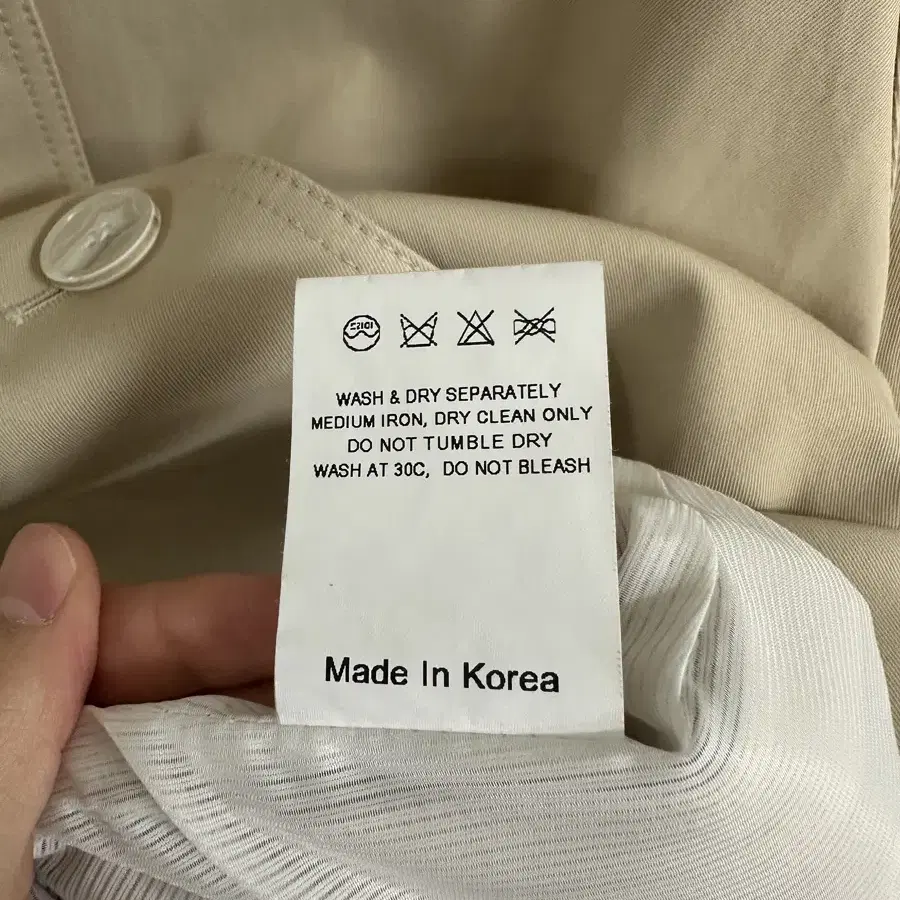 WASH & DRY SEPARATELY
MEDIUM IRON, DRY CLEAN ONLY
DO NOT TUMBLE DRY
WASH AT 30C, DO NOT BLEASH
Made In Korea